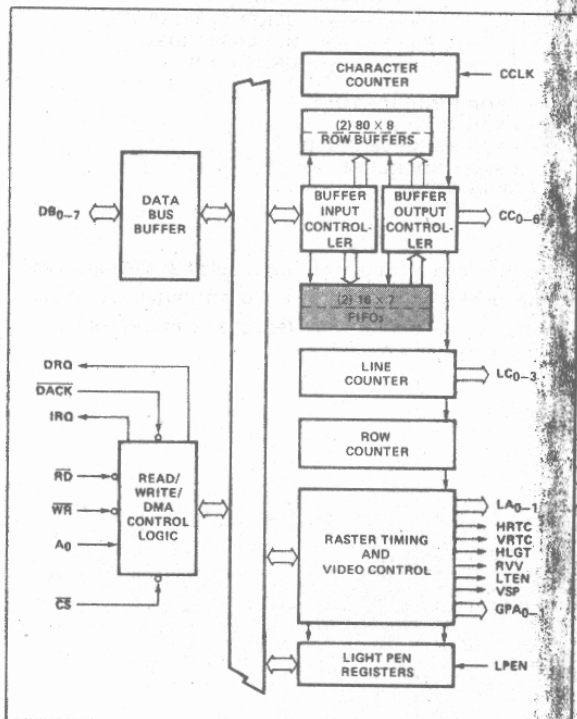 CHARACTER
COUNTER
CCLK
(2) 80 × 8
ROW BUFFERS
DB0–7
DATA
BUS
BUFFER
BUFFER
INPUT
CONTROL-
LER
BUFFER
OUTPUT
CONTROL-
LER
CC0–6
(2) 16 × 7
FIFOs
DRQ
DACK
IRQ
LINE
COUNTER
LC0–3
ROW
COUNTER
RD
WR
A0
CS
READ/
WRITE/
DMA
CONTROL
LOGIC
RASTER TIMING
AND
VIDEO CONTROL
LA0–1
HRTC
VRTC
HLGT
RVV
LTEN
VSP
GPA0–1
LIGHT PEN
REGISTERS
LPEN